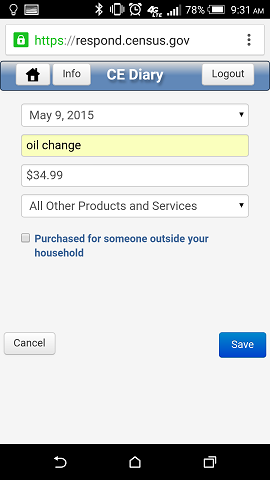 78% 9:31 AM
https://respond.census.gov
Info CE Diary Logout
May 9, 2015
oil change
$34.99
All Other Products and Services
Purchased for someone outside your
household
Cancel Save